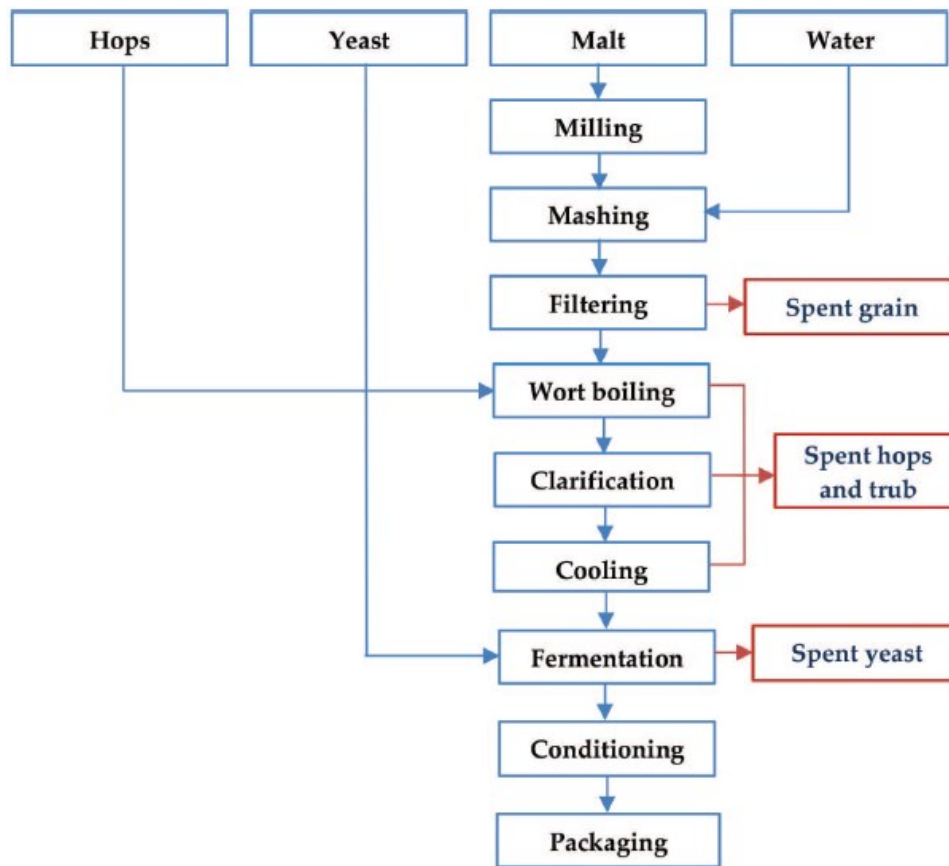 Hops
Yeast
Malt
Water
Milling
Mashing
Filtering
Spent grain
Wort boiling
Clarification
Spent hops
and trub
Cooling
Fermentation
Spent yeast
Conditioning
Packaging